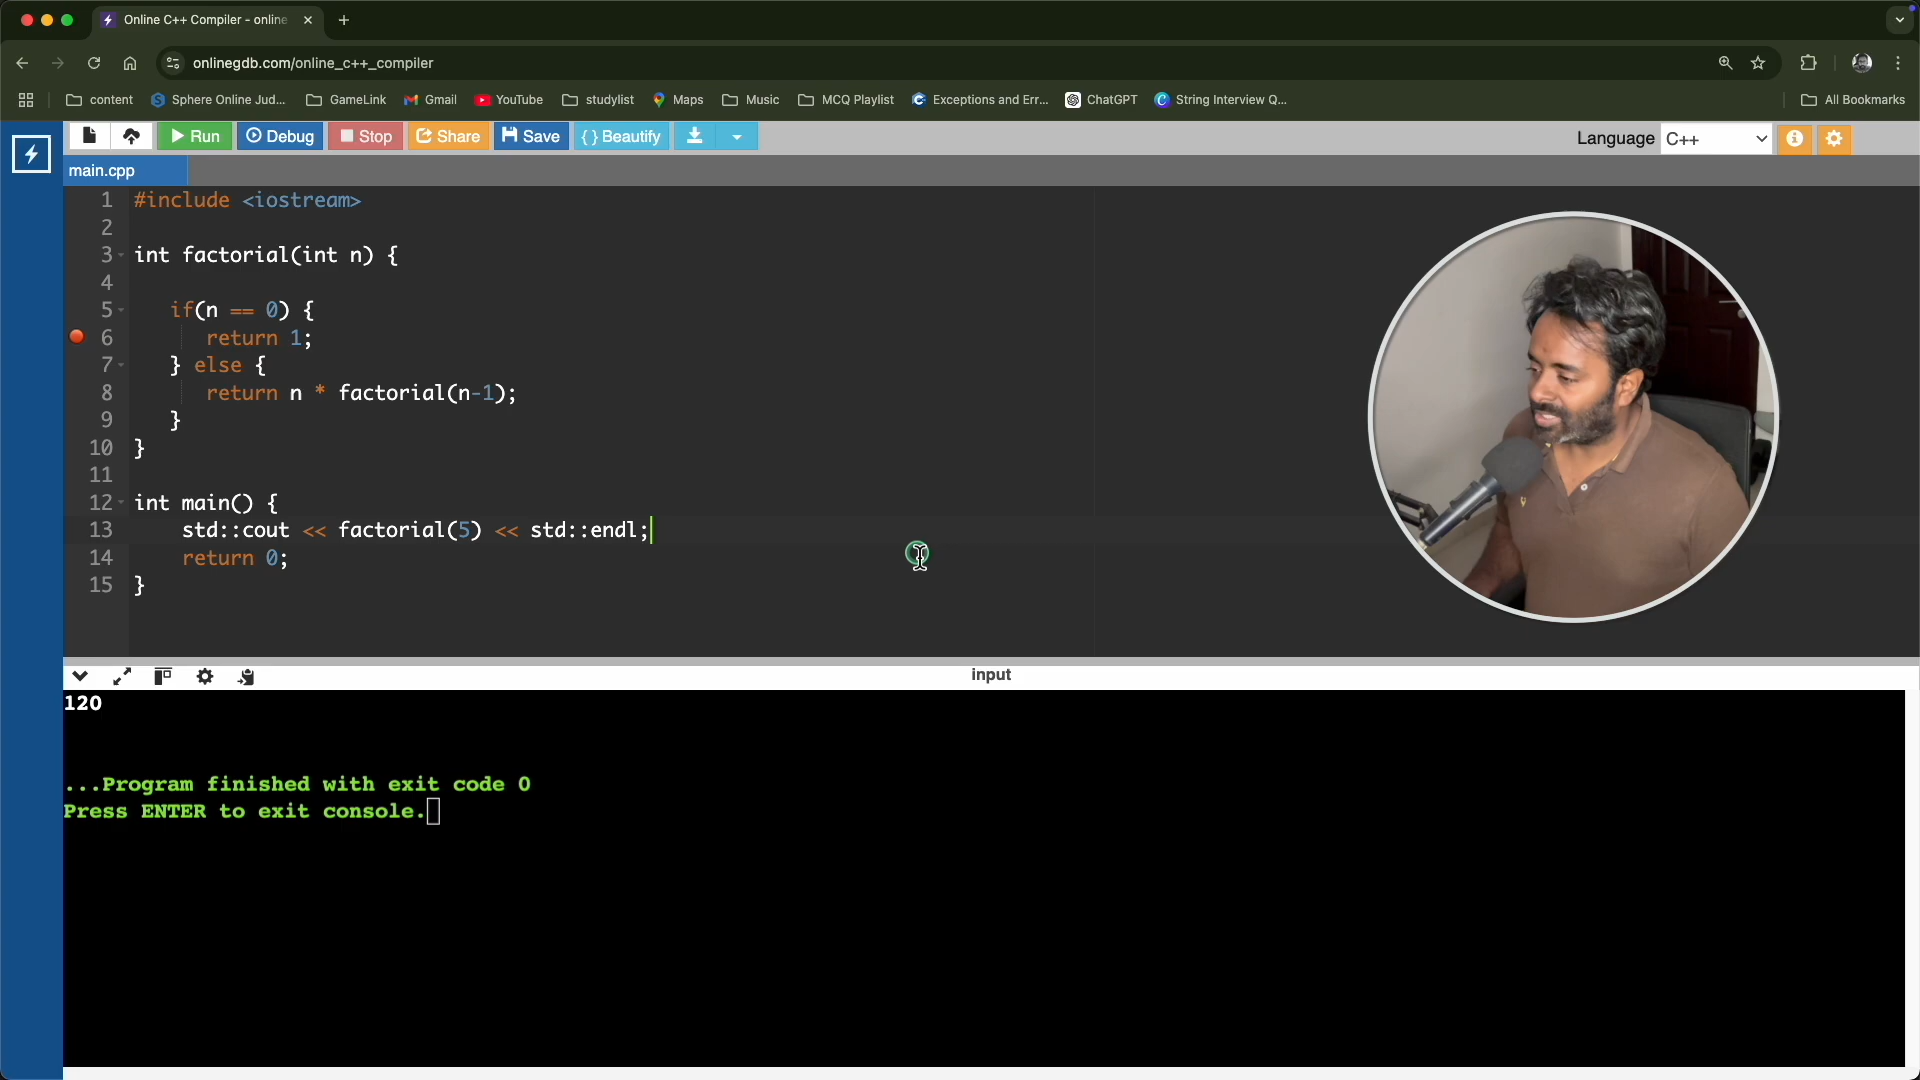 Online C++ Compiler - online
onlinegdb.com/online_c++_compiler
content
Sphere Online Jud...
GameLink
Gmail
YouTube
studylist
Maps
Music
MCQ Playlist
Exceptions and Err...
ChatGPT
String Interview Q...
All Bookmarks
Run
Debug
Stop
Share
Save
{ } Beautify
Language C++
main.cpp
1 #include <iostream>
2
3 int factorial(int n) {
4
5 if(n == 0) {
6 return 1;
7 } else {
8 return n * factorial(n-1);
9 }
10 }
11
12 int main() {
13 std::cout << factorial(5) << std::endl;
14 return 0;
15 }
input
120
...Program finished with exit code 0
Press ENTER to exit console.